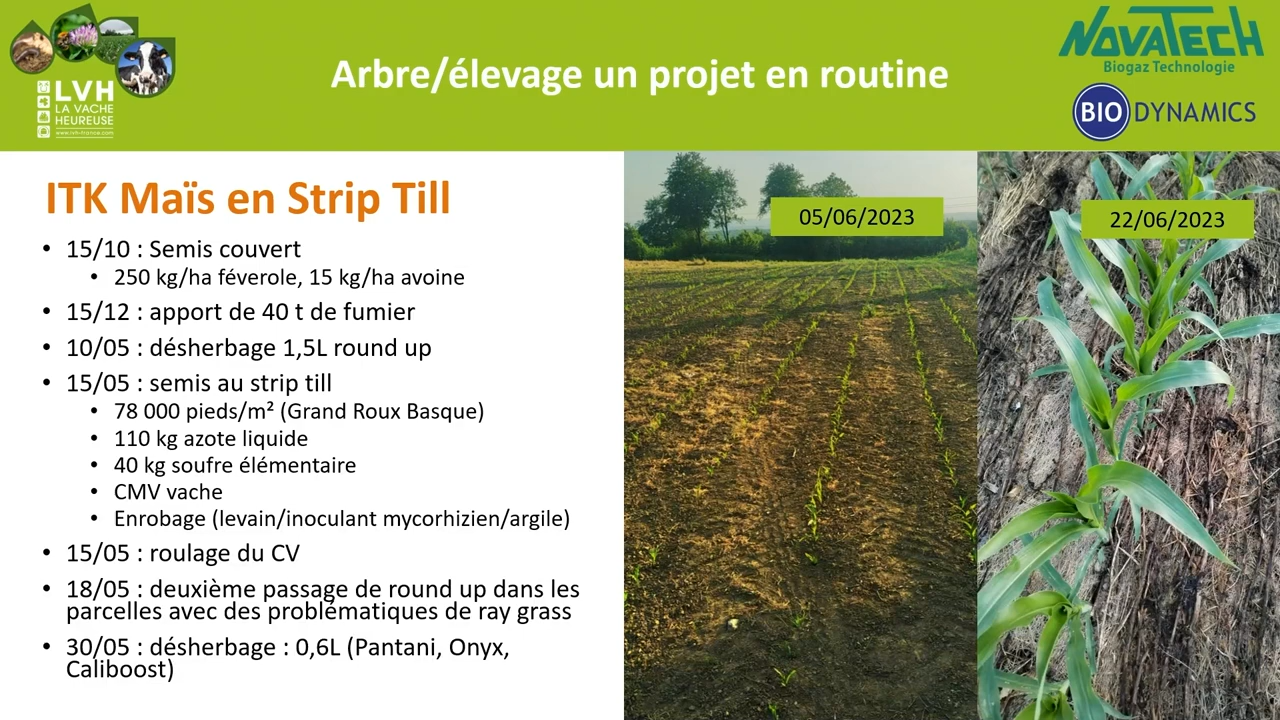 LVH
LA VACHE
HEUREUSE
www.lvh-france.com
Arbre/élevage un projet en routine
NOVATECH
Biogaz Technologie
BIO DYNAMICS
ITK Maïs en Strip Till
• 15/10 : Semis couvert
• 250 kg/ha féverole, 15 kg/ha avoine
• 15/12 : apport de 40 t de fumier
• 10/05 : désherbage 1,5L round up
• 15/05 : semis au strip till
• 78 000 pieds/m² (Grand Roux Basque)
• 110 kg azote liquide
• 40 kg soufre élémentaire
• CMV vache
• Enrobage (levain/inoculant mycorhizien/argile)
• 15/05 : roulage du CV
• 18/05 : deuxième passage de round up dans les
parcelles avec des problématiques de ray grass
• 30/05 : désherbage : 0,6L (Pantani, Onyx,
Caliboost)
05/06/2023
22/06/2023